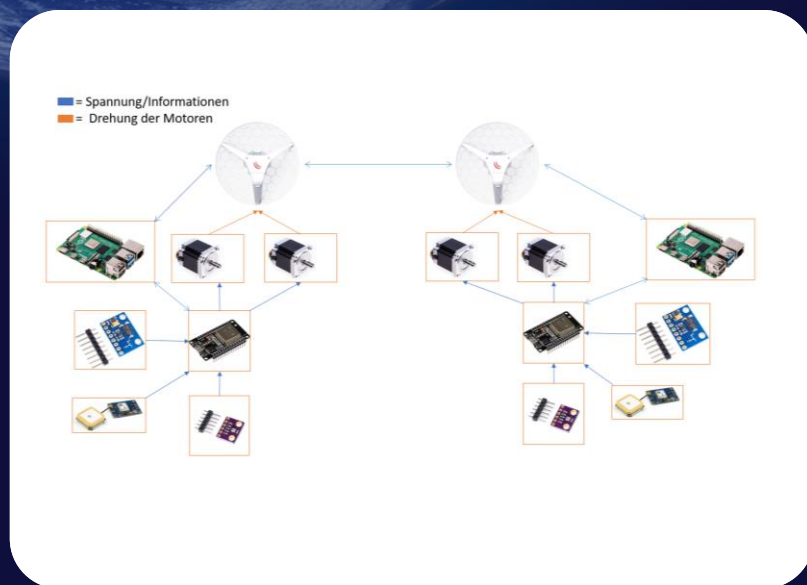 = Spannung/Informationen
= Drehung der Motoren